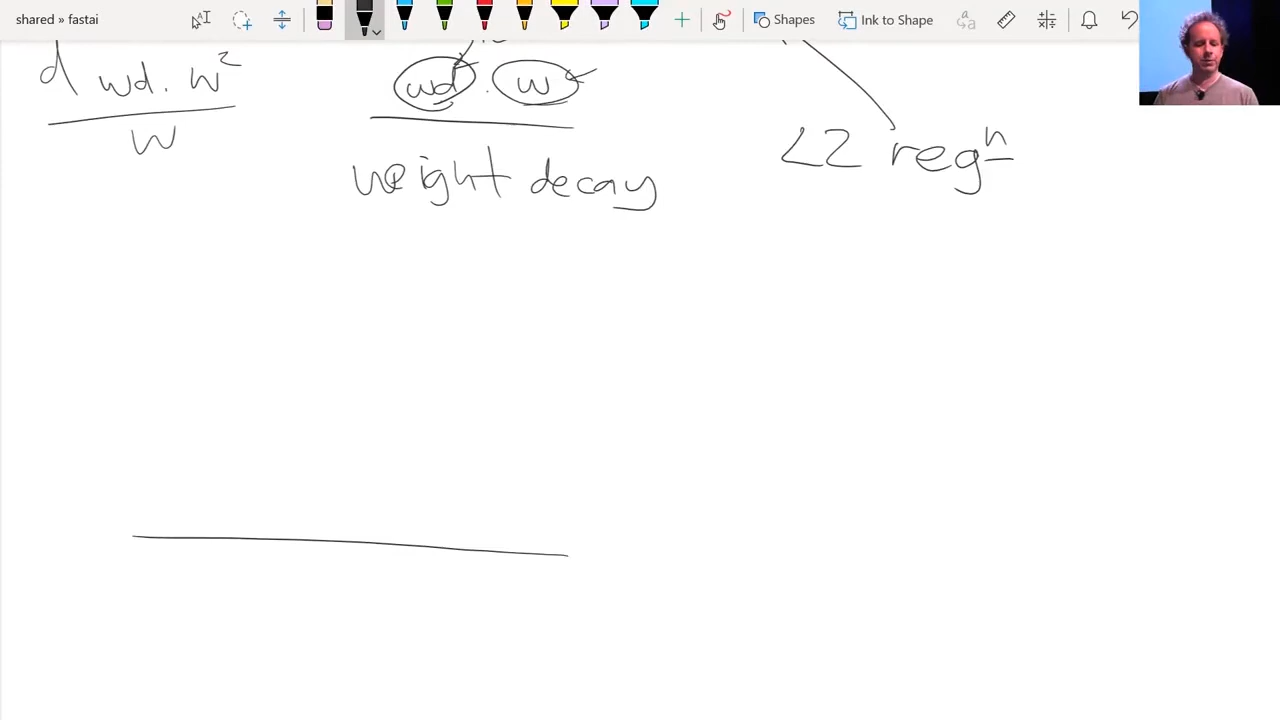 shared » fastai
Shapes
Ink to Shape
d wd. w²
w
wd . w
weight decay
L2 regⁿ